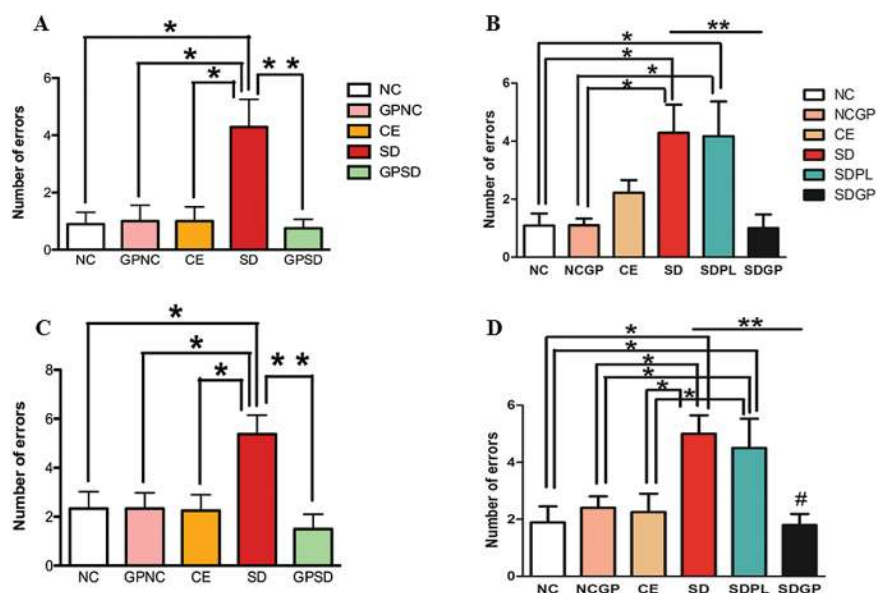 A
* 
* *
* *
Number of errors
6
4
2
0
NC GPNC CE SD GPSD
NC
GPNC
CE
SD
GPSD
B
**
*
*
*
*
Number of errors
6
4
2
0
NC NCGP CE SD SDPL SDGP
NC
NCGP
CE
SD
SDPL
SDGP
C
*
*
* * *
Number of errors
8
6
4
2
0
NC GPNC CE SD GPSD
D
**
*
*
*
*
*
*
#
Number of errors
6
4
2
0
NC NCGP CE SD SDPL SDGP